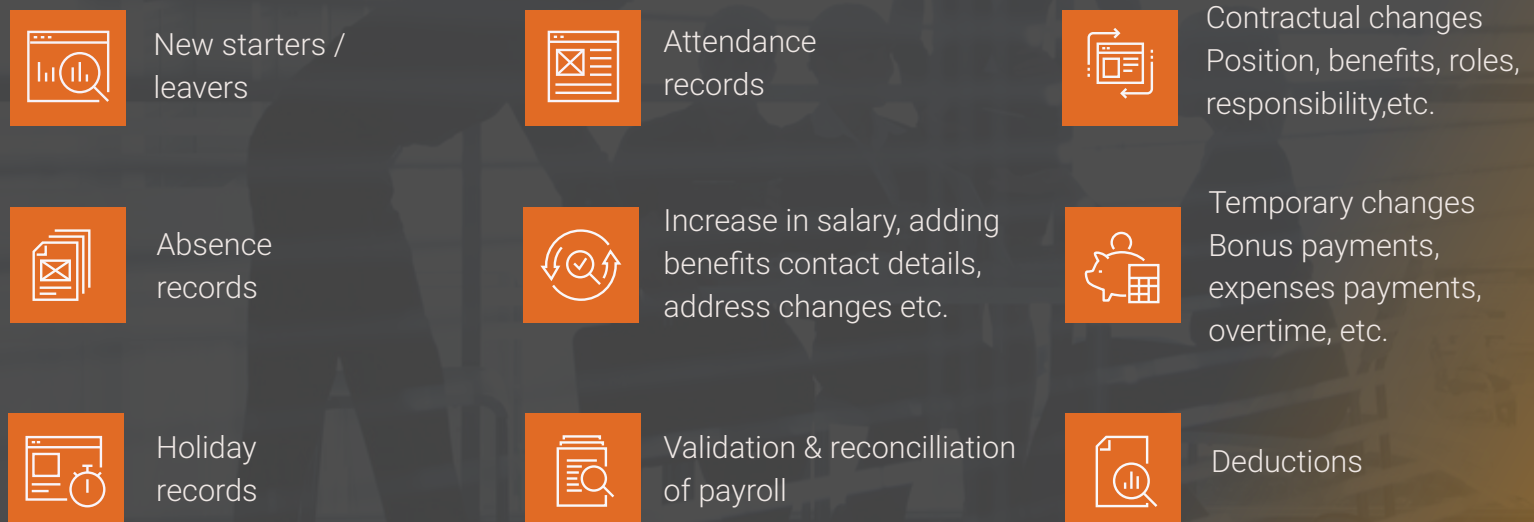 New starters /
leavers
Attendance
records
Contractual changes
Position, benefits, roles,
responsibility,etc.
Absence
records
Increase in salary, adding
benefits contact details,
address changes etc.
Temporary changes
Bonus payments,
expenses payments,
overtime, etc.
Holiday
records
Validation & reconcilliation
of payroll
Deductions